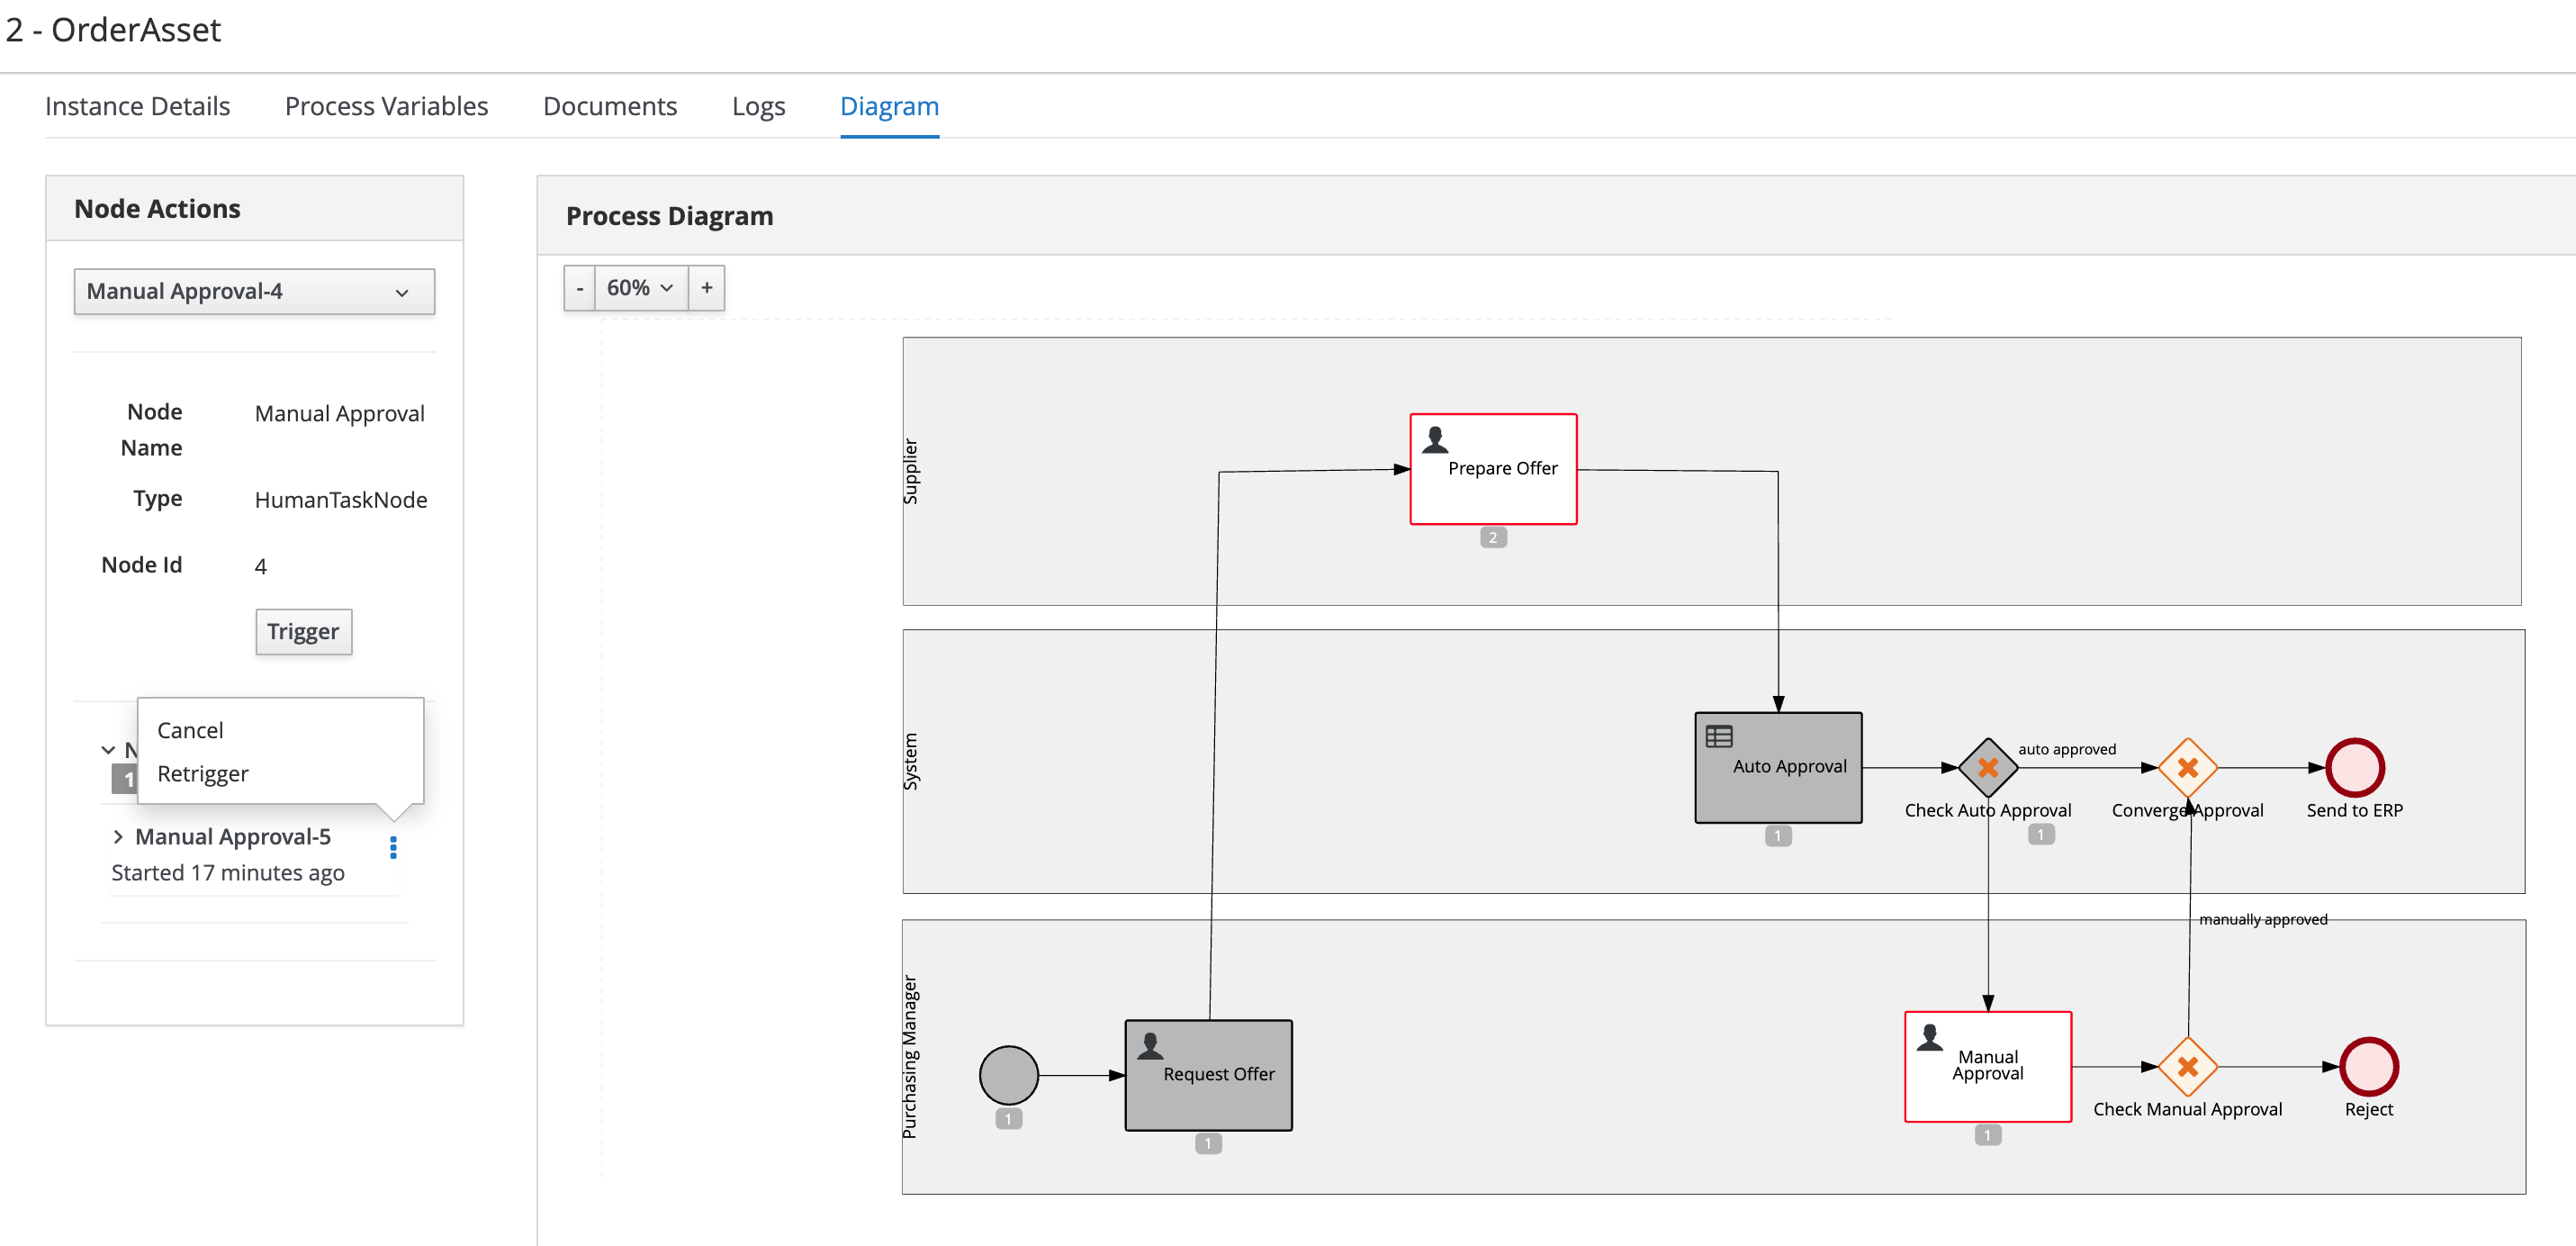 2 - OrderAsset
Instance Details
Process Variables
Documents
Logs
Diagram
Node Actions
Manual Approval-4
Node
Name
Manual Approval
Type
HumanTaskNode
Node Id
4
Trigger
Cancel
Retrigger
N
1
Manual Approval-5
Started 17 minutes ago
Process Diagram
-
60%
+
Supplier
Prepare Offer
2
System
Auto Approval
1
Check Auto Approval
1
auto approved
Converge Approval
Send to ERP
manually approved
Purchasing Manager
1
Request Offer
1
Manual
Approval
1
Check Manual Approval
Reject